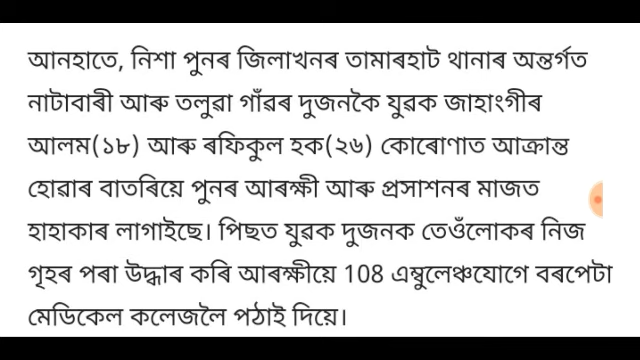 আনহাতে, নিশা পুনৰ জিলাখনৰ তামাৰহাট থানাৰ অন্তৰ্গত
নাটাবাৰী আৰু তলুৱা গাঁৱৰ দুজনকৈ যুৱক জাহাংগীৰ
আলম(১৮) আৰু ৰফিকুল হক(২৬) কোৰোণাত আক্ৰান্ত
হোৱাৰ বাতৰিয়ে পুনৰ আৰক্ষী আৰু প্ৰসাশনৰ মাজত
হাহাকাৰ লাগাইছে। পিছত যুৱক দুজনক তেওঁলোকৰ নিজ
গৃহৰ পৰা উদ্ধাৰ কৰি আৰক্ষীয়ে 108 এম্বুলেঞ্চযোগে বৰপেটা
মেডিকেল কলেজলৈ পঠাই দিয়ে।